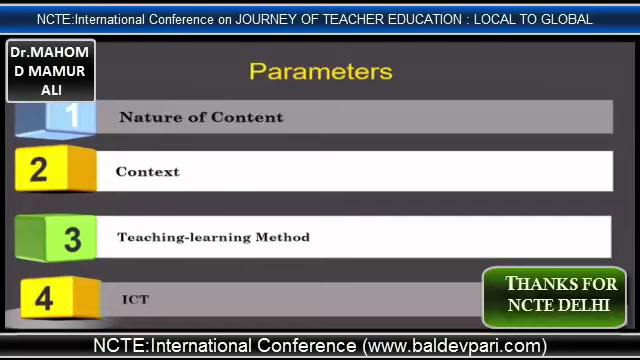 NCTE:International Conference on JOURNEY OF TEACHER EDUCATION : LOCAL TO GLOBAL
Dr.MAHOM
D MAMUR
ALI
Parameters
1 Nature of Content
2 Context
3 Teaching-learning Method
4 ICT
THANKS FOR
NCTE DELHI
NCTE:International Conference (www.baldevpari.com)